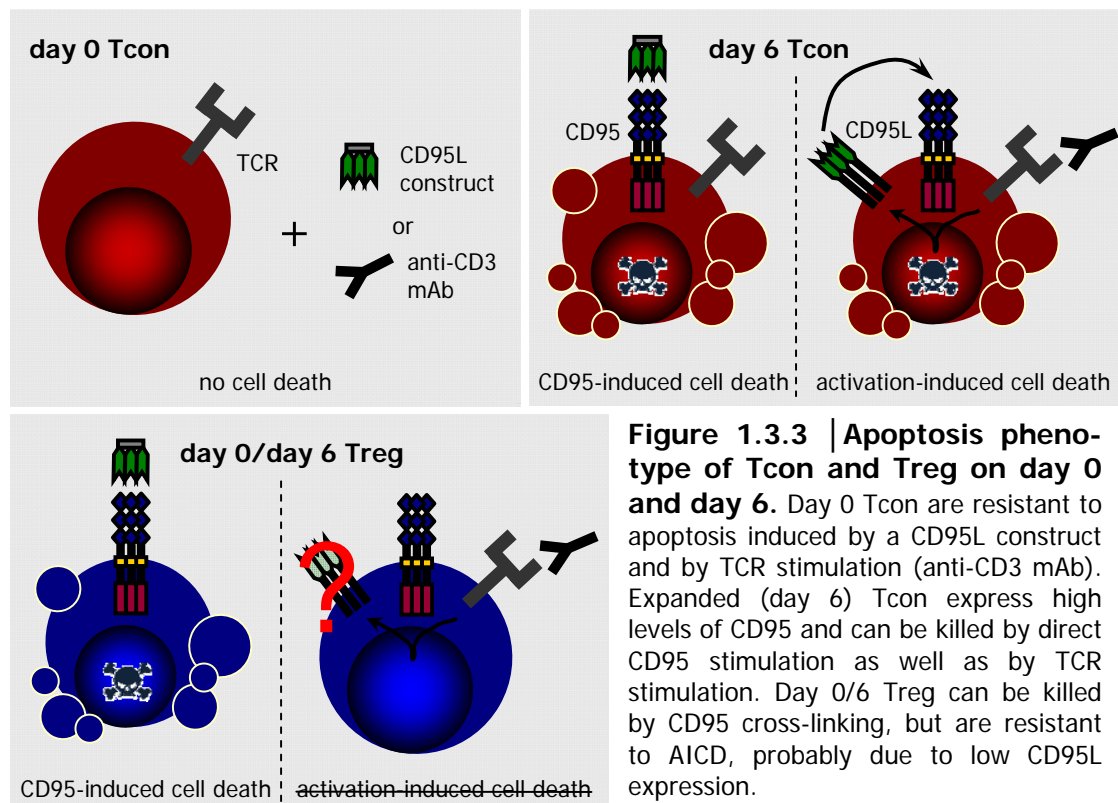 day 0 Tcon
TCR
+
CD95L
construct
or
anti-CD3
mAb
no cell death
day 6 Tcon
CD95
CD95L
CD95-induced cell death
activation-induced cell death
day 0/day 6 Treg
?
CD95-induced cell death
activation-induced cell death
Figure 1.3.3 | Apoptosis pheno-
type of Tcon and Treg on day 0
and day 6. Day 0 Tcon are resistant to
apoptosis induced by a CD95L construct
and by TCR stimulation (anti-CD3 mAb).
Expanded (day 6) Tcon express high
levels of CD95 and can be killed by direct
CD95 stimulation as well as by TCR
stimulation. Day 0/6 Treg can be killed
by CD95 cross-linking, but are resistant
to AICD, probably due to low CD95L
expression.